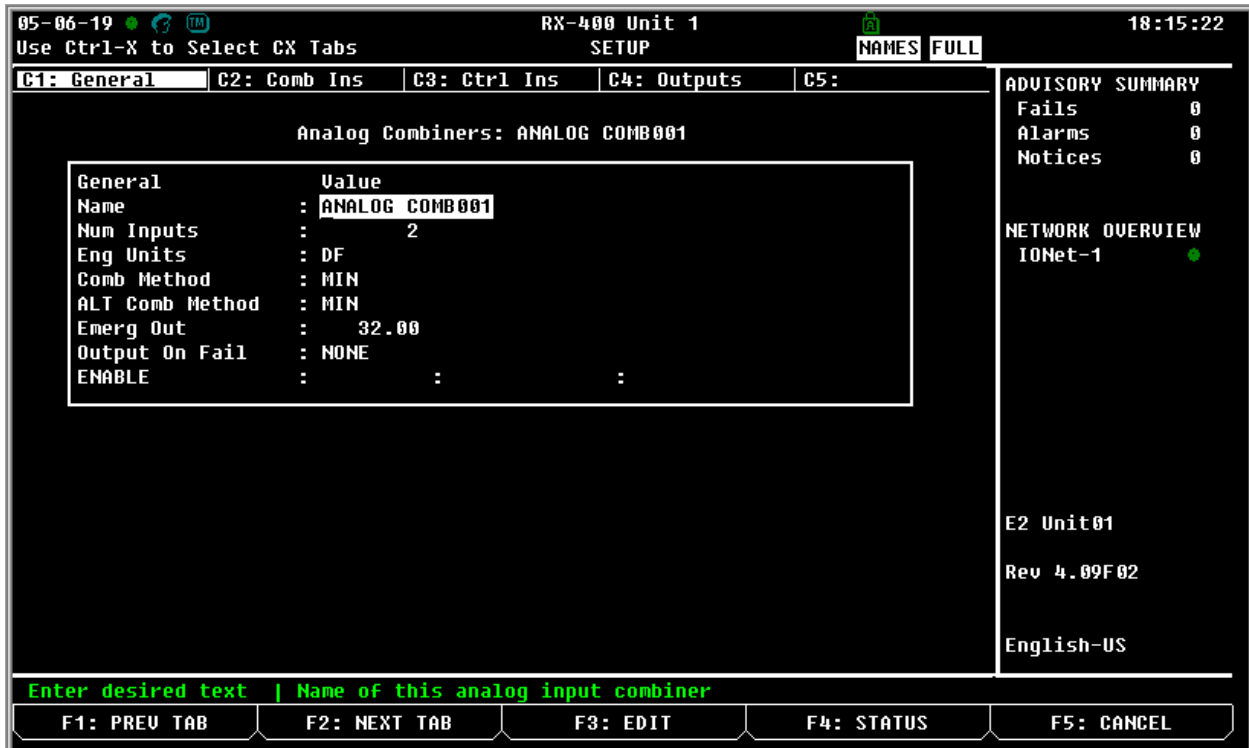 05-06-19 TM RX-400 Unit 1 A 18:15:22
Use Ctrl-X to Select CX Tabs SETUP NAMES FULL
C1: General C2: Comb Ins C3: Ctrl Ins C4: Outputs C5:
Analog Combiners: ANALOG COMB001
General Value
Name : ANALOG COMB001
Num Inputs : 2
Eng Units : DF
Comb Method : MIN
ALT Comb Method : MIN
Emerg Out : 32.00
Output On Fail : NONE
ENABLE : : :
ADVISORY SUMMARY
Fails 0
Alarms 0
Notices 0
NETWORK OVERVIEW
IONet-1
E2 Unit01
Rev 4.09F02
English-US
Enter desired text | Name of this analog input combiner
F1: PREV TAB F2: NEXT TAB F3: EDIT F4: STATUS F5: CANCEL